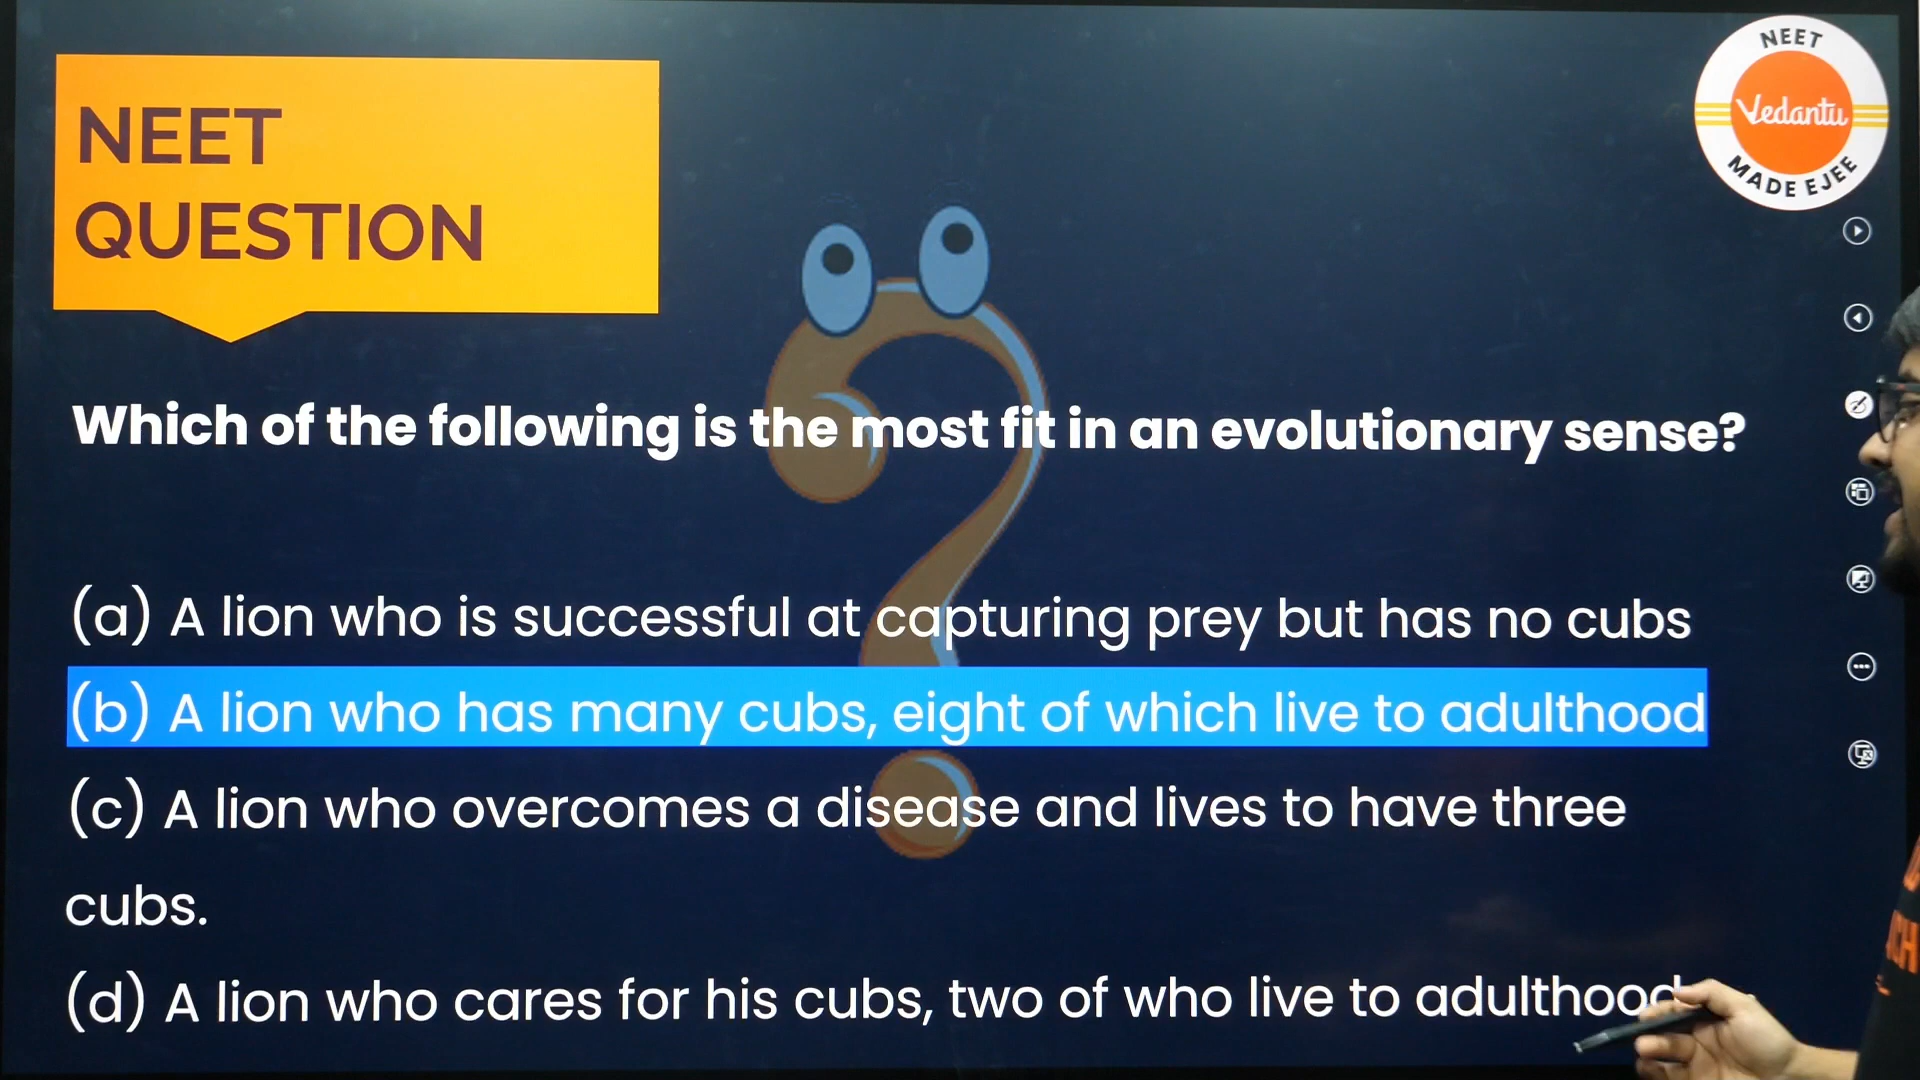 NEET
Vedantu
MADE EJEE
NEET
QUESTION
Which of the following is the most fit in an evolutionary sense?
(a) A lion who is successful at capturing prey but has no cubs
(b) A lion who has many cubs, eight of which live to adulthood
(c) A lion who overcomes a disease and lives to have three
cubs.
(d) A lion who cares for his cubs, two of who live to adulthood